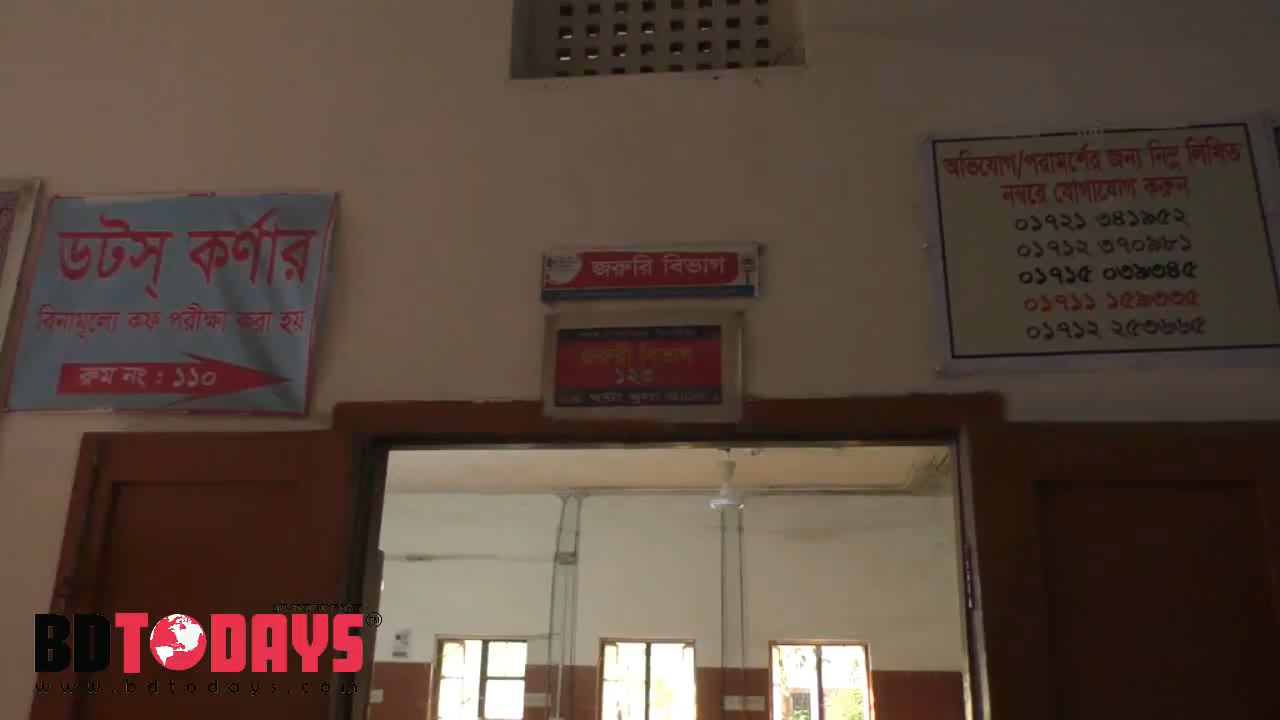 ডটস্ কর্ণার
বিনামূল্যে কফ পরীক্ষা করা হয়
রুম নং : ১১০
জরুরি বিভাগ
জরুরী বিভাগ
১২৩
অভিযোগ/পরামর্শের জন্য নিম্ন লিখিত
নম্বরে যোগাযোগ করুন
০১৭২১ ৩৪১৯৫২
০১৭১২ ৩৭০৯৮১
০১৭১৫ ০৩৯৩৪৫
০১৭১১ ১৫৯৩৩৫
০১৭১২ ২৫৩৬৬৫
BDTODAYS
www.bdtodays.com